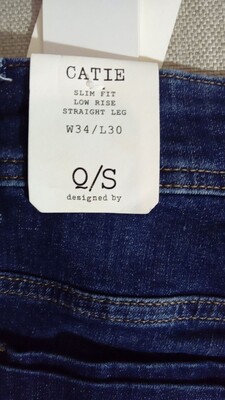 CATIE
SLIM FIT
LOW RISE
STRAIGHT LEG
W34/L30
Q/S
designed by